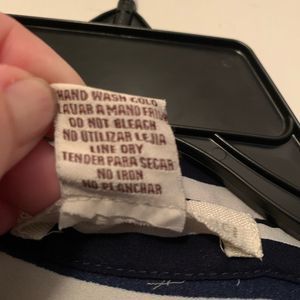 HAND WASH COLD
LAVAR A MANO FRIO
DO NOT BLEACH
NO UTILIZAR LEJIA
LINE DRY
TENDER PARA SECAR
NO IRON
NO PLANCHAR